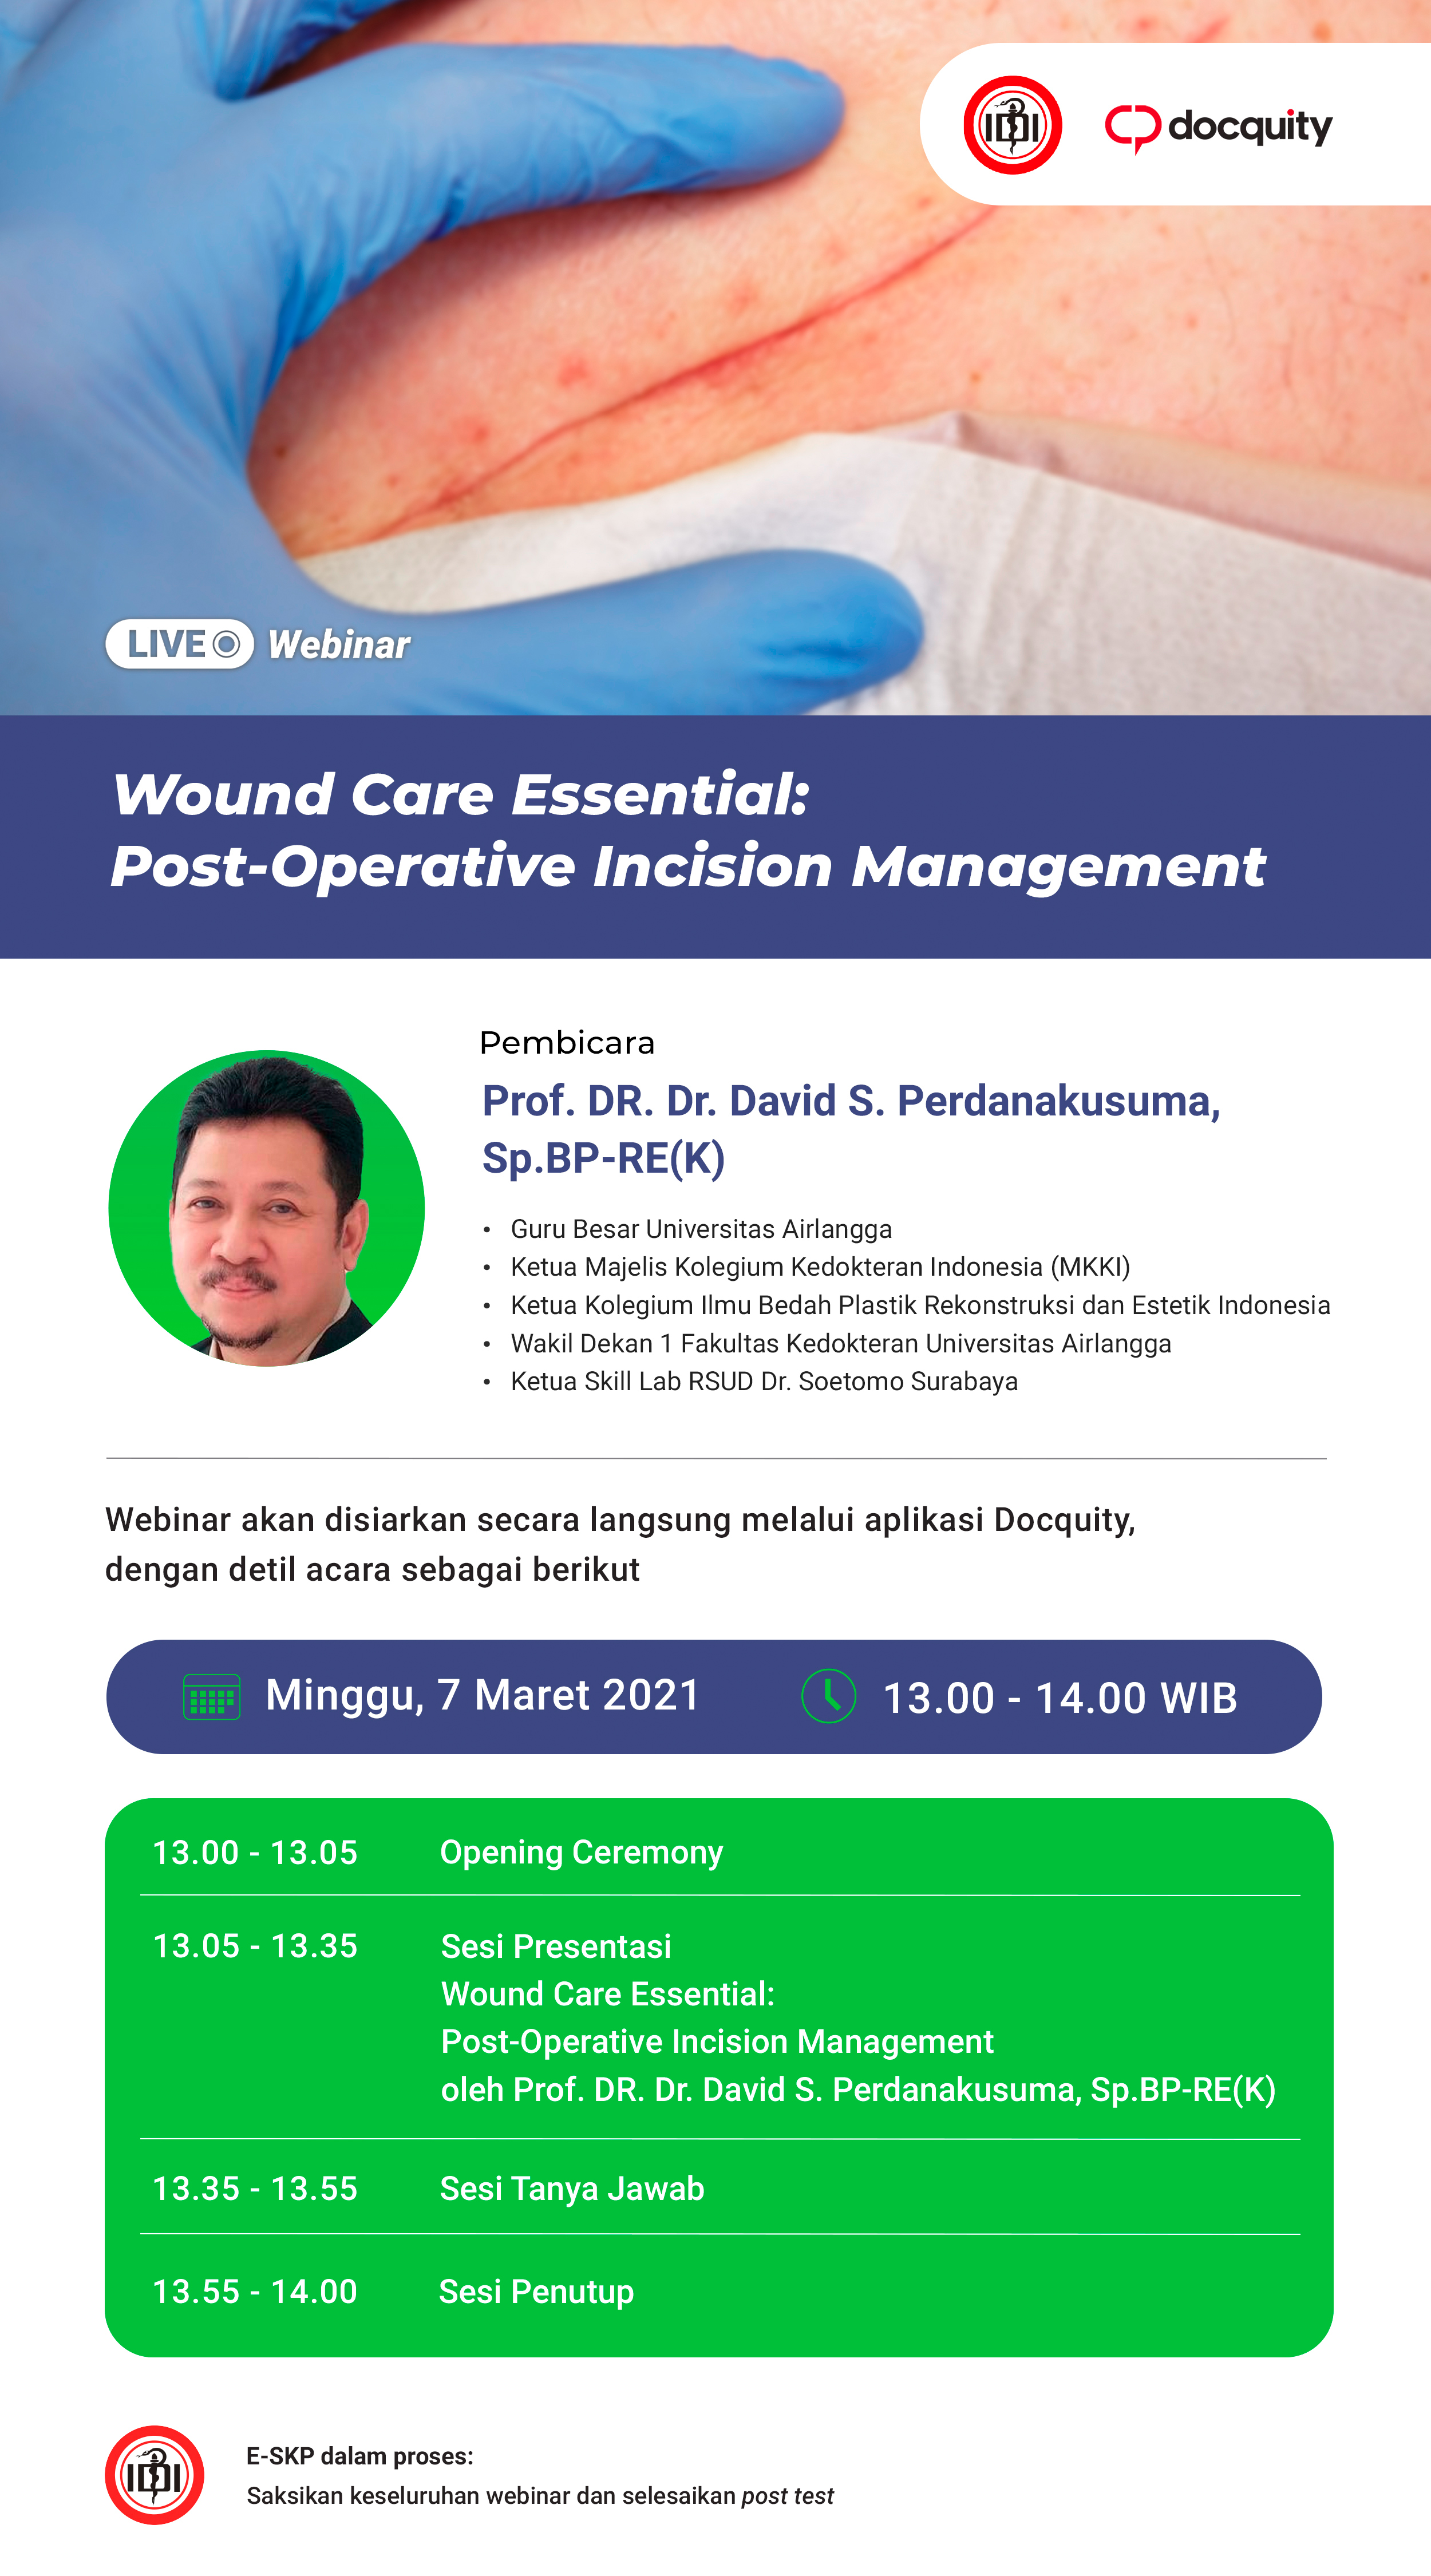 IDI
docquity
LIVE Webinar
Wound Care Essential:
Post-Operative Incision Management
Pembicara
Prof. DR. Dr. David S. Perdanakusuma,
Sp.BP-RE(K)
• Guru Besar Universitas Airlangga
• Ketua Majelis Kolegium Kedokteran Indonesia (MKKI)
• Ketua Kolegium Ilmu Bedah Plastik Rekonstruksi dan Estetik Indonesia
• Wakil Dekan 1 Fakultas Kedokteran Universitas Airlangga
• Ketua Skill Lab RSUD Dr. Soetomo Surabaya
Webinar akan disiarkan secara langsung melalui aplikasi Docquity,
dengan detil acara sebagai berikut
Minggu, 7 Maret 2021 13.00 - 14.00 WIB
13.00 - 13.05 Opening Ceremony
13.05 - 13.35 Sesi Presentasi
Wound Care Essential:
Post-Operative Incision Management
oleh Prof. DR. Dr. David S. Perdanakusuma, Sp.BP-RE(K)
13.35 - 13.55 Sesi Tanya Jawab
13.55 - 14.00 Sesi Penutup
IDI
E-SKP dalam proses:
Saksikan keseluruhan webinar dan selesaikan post test